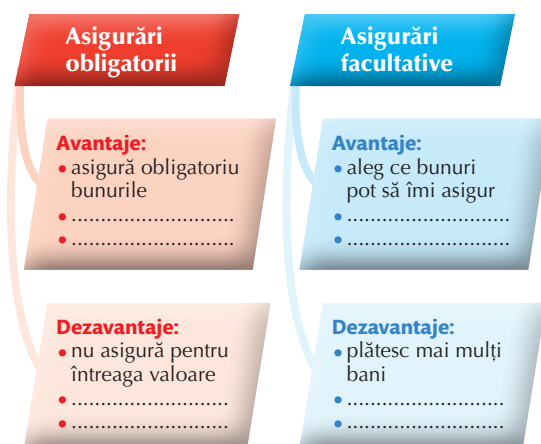 Asigurări
obligatorii
Avantaje:
• asigură obligatoriu
bunurile
• ..............................
• ..............................
Dezavantaje:
• nu asigură pentru
întreaga valoare
• ..............................
• ..............................
Asigurări
facultative
Avantaje:
• aleg ce bunuri
pot să îmi asigur
• ..............................
• ..............................
Dezavantaje:
• plătesc mai mulți
bani
• ..............................
• ..............................